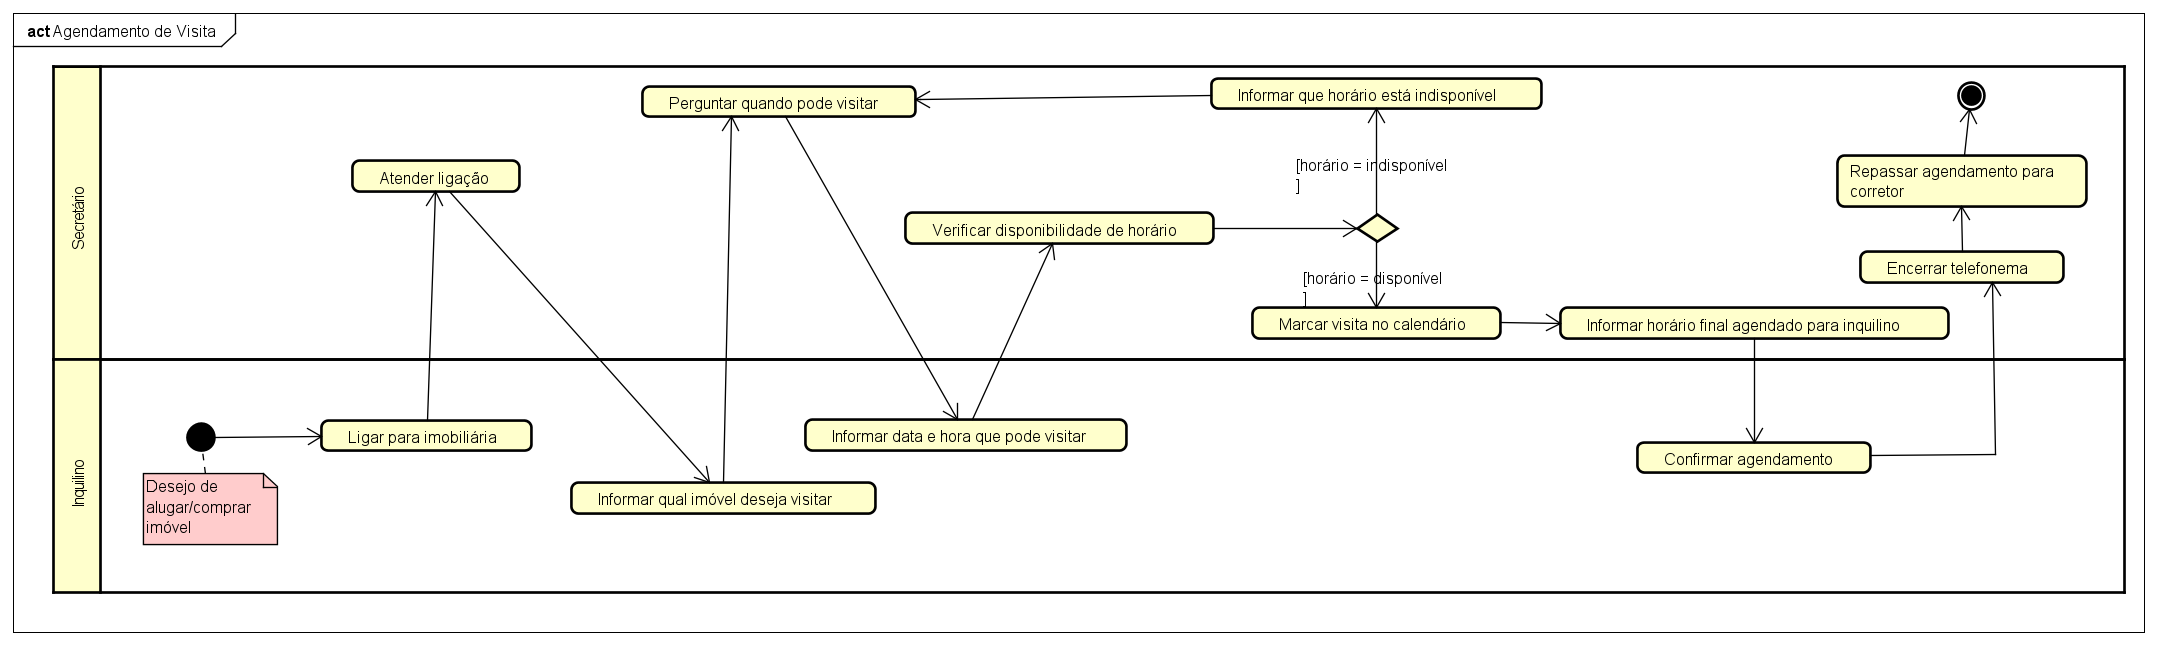 act Agendamento de Visita
Secretário
Perguntar quando pode visitar
Informar que horário está indisponível
Atender ligação
[horário = indisponível
]
Repassar agendamento para
corretor
Verificar disponibilidade de horário
Encerrar telefonema
[horário = disponível
]
Marcar visita no calendário
Informar horário final agendado para inquilino
Inquilino
Ligar para imobiliária
Informar data e hora que pode visitar
Confirmar agendamento
Desejo de
alugar/comprar
imóvel
Informar qual imóvel deseja visitar